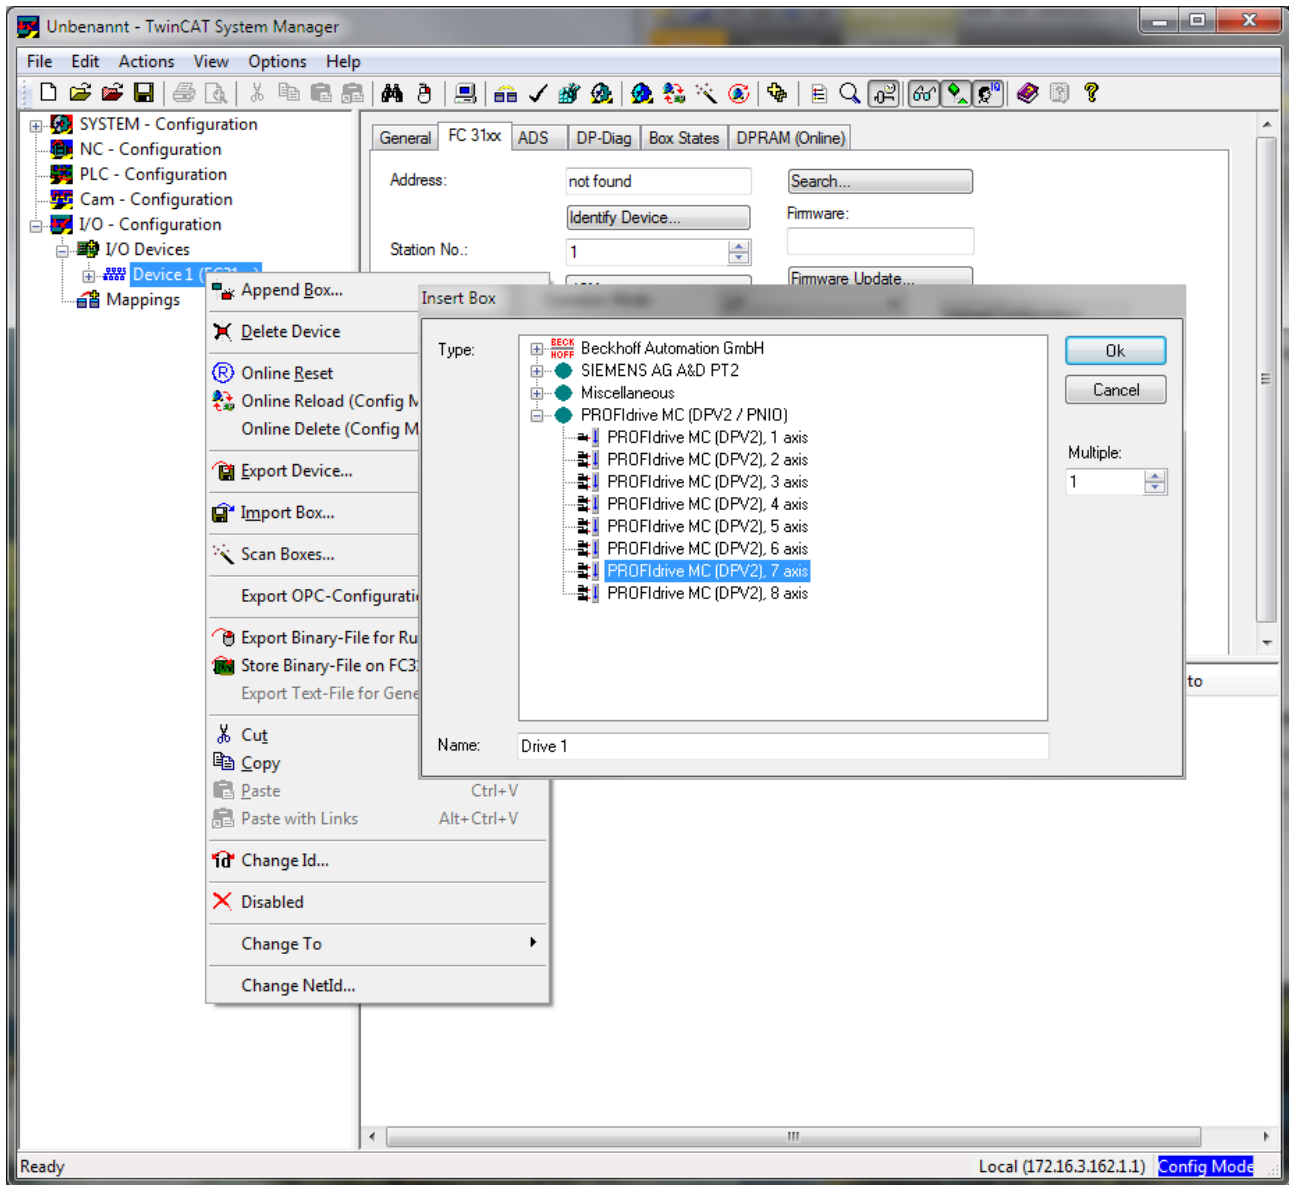 Unbenannt - TwinCAT System Manager
File Edit Actions View Options Help
SYSTEM - Configuration
NC - Configuration
PLC - Configuration
Cam - Configuration
I/O - Configuration
I/O Devices
Device 1
Mappings
General FC 31xx ADS DP-Diag Box States DPRAM (Online)
Address: not found Search...
Identify Device... Firmware:
Station No.: 1
Firmware Update...
Append Box...
Delete Device
Online Reset
Online Reload (Config M
Online Delete (Config M
Export Device...
Import Box...
Scan Boxes...
Export OPC-Configurati
Export Binary-File for Ru
Store Binary-File on FC3
Export Text-File for Gene
Cut
Copy
Paste Ctrl+V
Paste with Links Alt+Ctrl+V
Change Id...
Disabled
Change To
Change NetId...
Insert Box
Type:
BECK
HOFF
Beckhoff Automation GmbH
SIEMENS AG A&D PT2
Miscellaneous
PROFIdrive MC (DPV2 / PNIO)
PROFIdrive MC (DPV2), 1 axis
PROFIdrive MC (DPV2), 2 axis
PROFIdrive MC (DPV2), 3 axis
PROFIdrive MC (DPV2), 4 axis
PROFIdrive MC (DPV2), 5 axis
PROFIdrive MC (DPV2), 6 axis
PROFIdrive MC (DPV2), 7 axis
PROFIdrive MC (DPV2), 8 axis
Ok
Cancel
Multiple:
1
Name: Drive 1
to
Ready Local (172.16.3.162.1.1) Config Mode